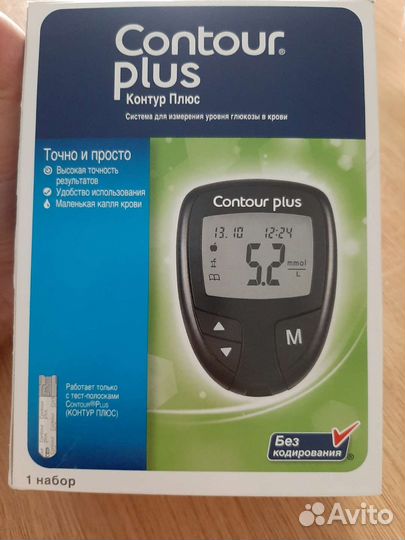 Contour®
plus
Контур Плюс
Система для измерения уровня глюкозы в крови
Точно и просто
Высокая точность
результатов
Удобство использования
Маленькая капля крови
Contour plus
13.10 12:24
5.2 mmol
L
M
Работает только
с тест-полосками
Contour®Plus
(КОНТУР ПЛЮС)
Без
кодирования®
1 набор
Avito